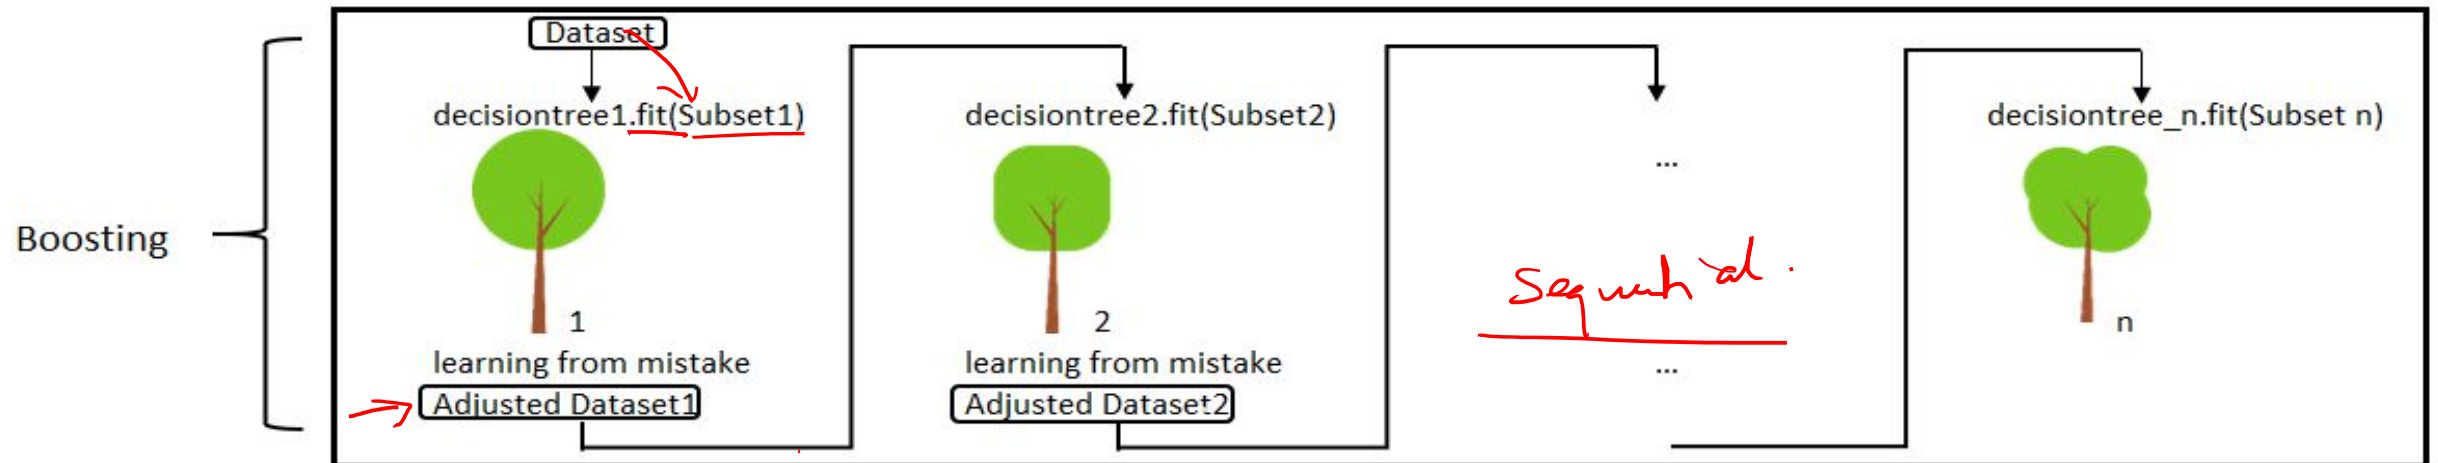 Boosting
Dataset
decisiontree1.fit(Subset1)
1
learning from mistake
Adjusted Dataset1
decisiontree2.fit(Subset2)
2
learning from mistake
Adjusted Dataset2
...
Sequential.
...
decisiontree_n.fit(Subset n)
n